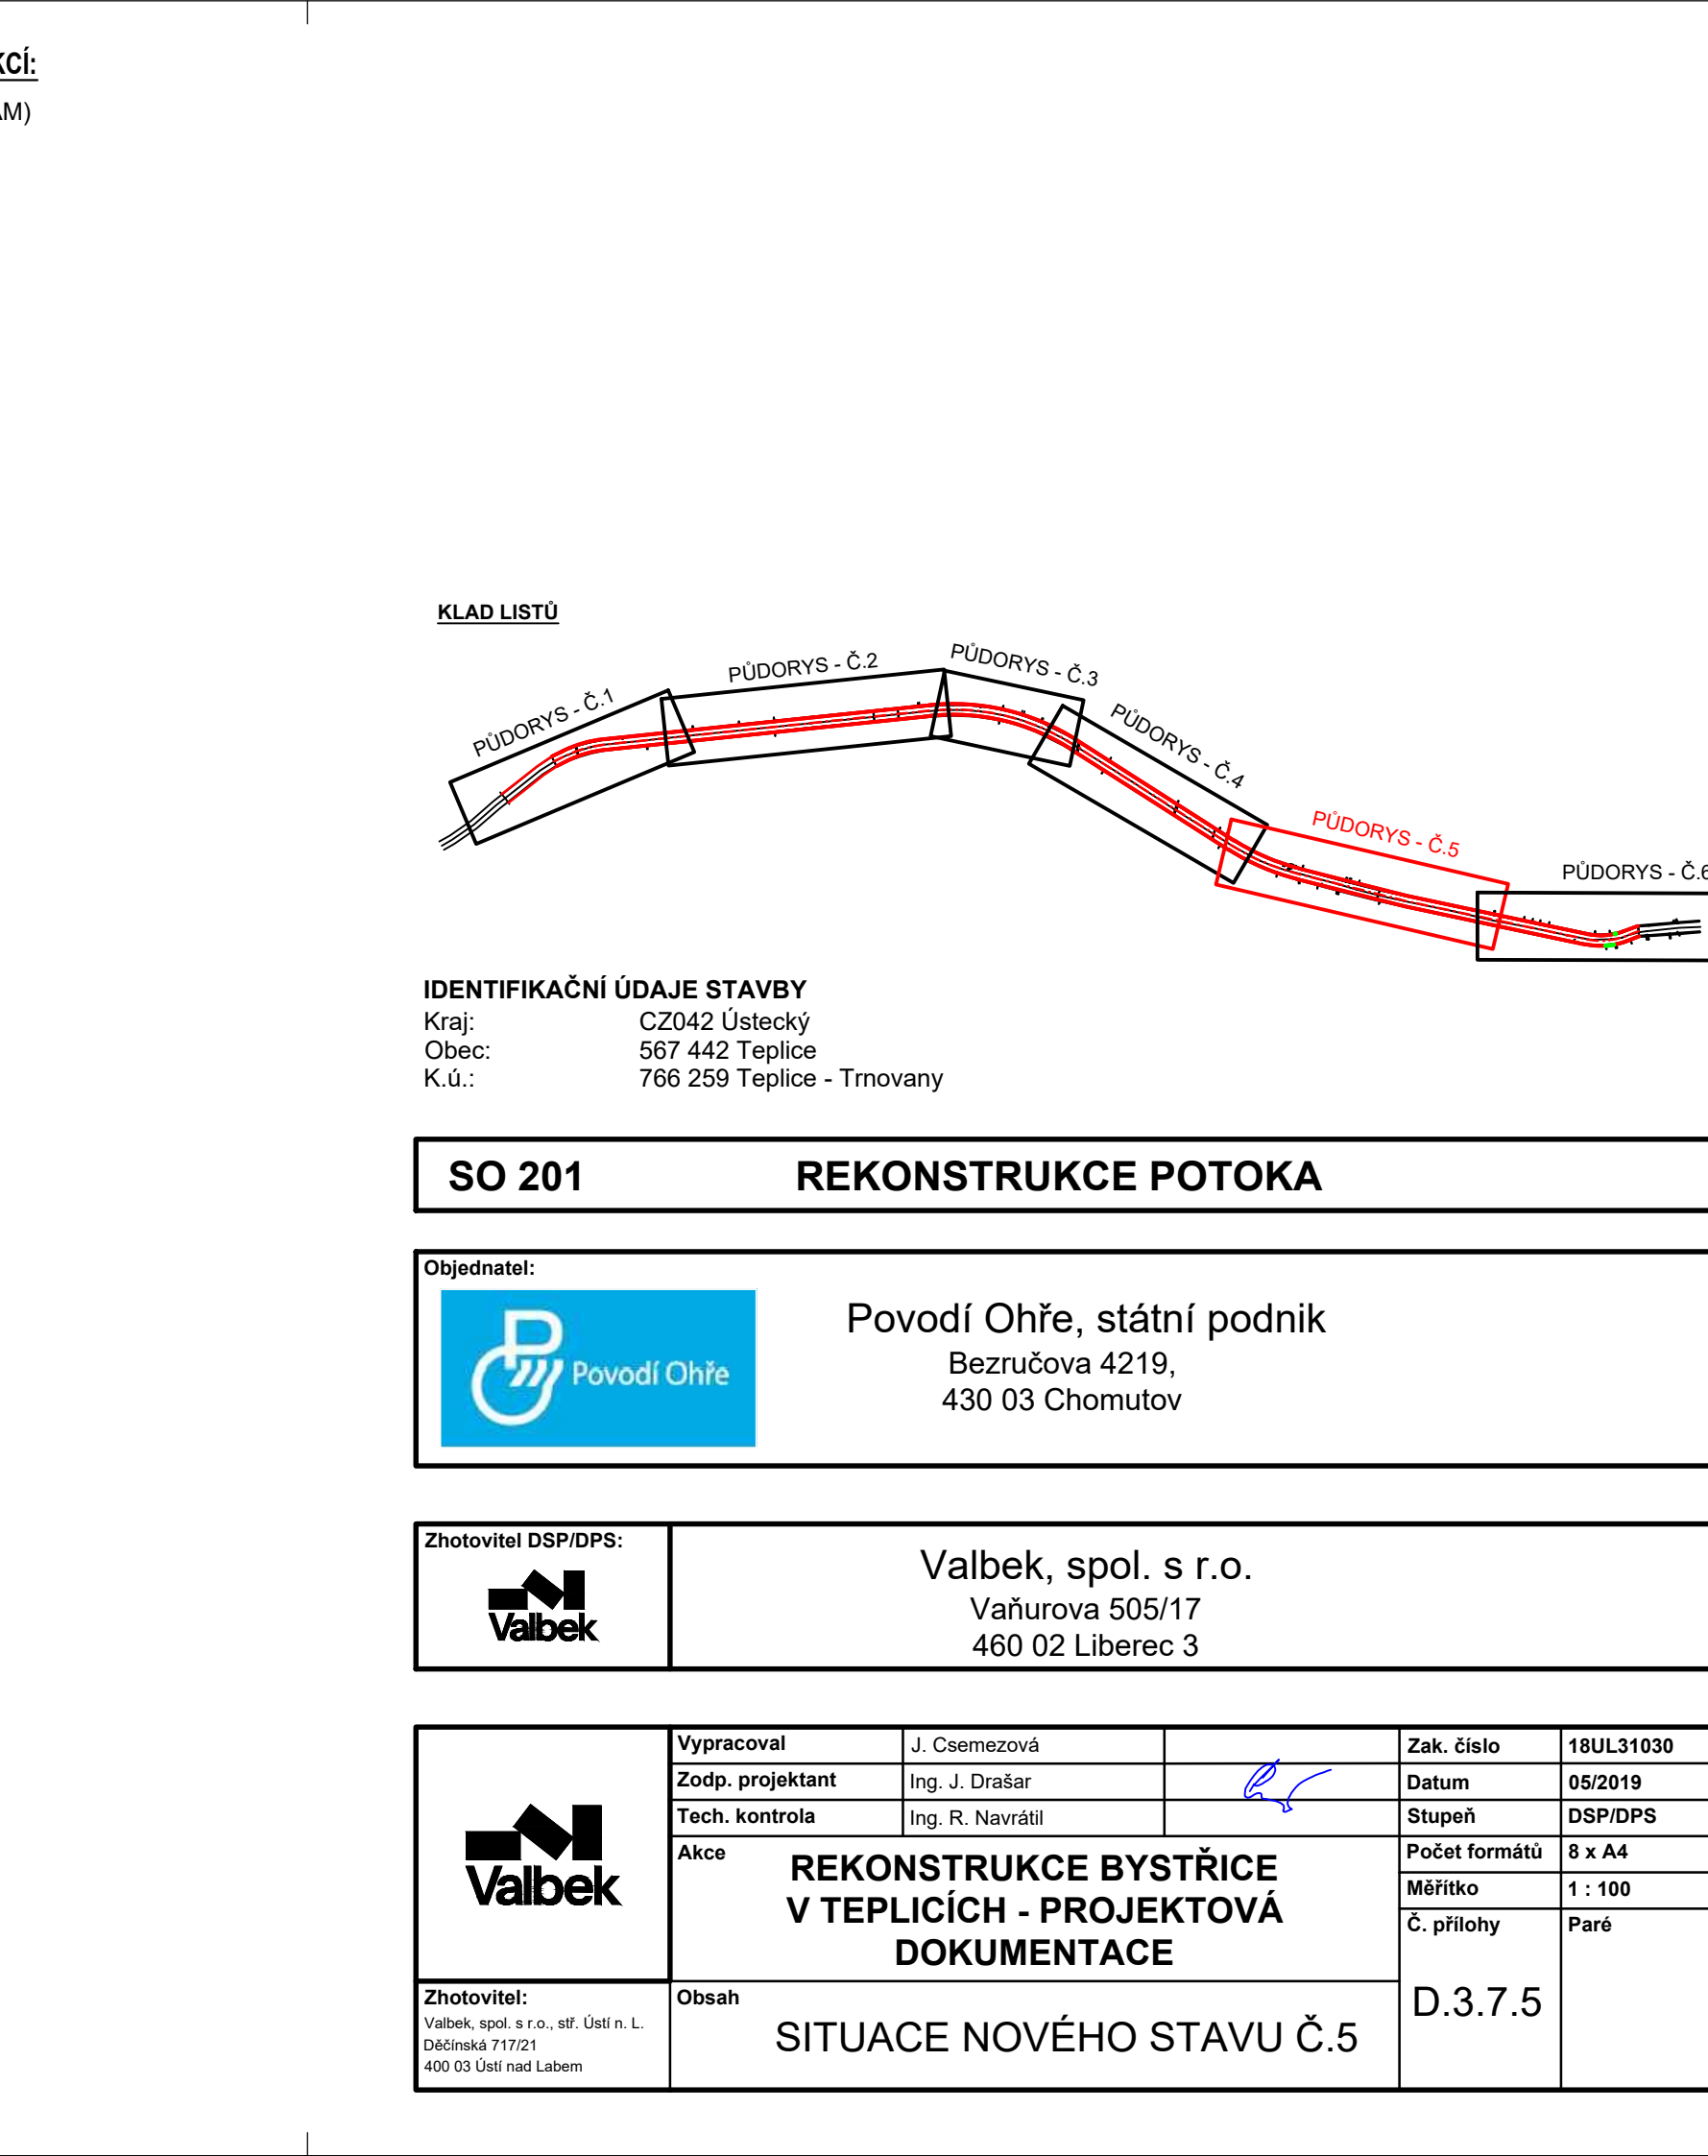 KCÍ:
AM)
KLAD LISTŮ
PŮDORYS - Č.1
PŮDORYS - Č.2
PŮDORYS - Č.3
PŮDORYS - Č.4
PŮDORYS - Č.5
PŮDORYS - Č.6
IDENTIFIKAČNÍ ÚDAJE STAVBY
Kraj: CZ042 Ústecký
Obec: 567 442 Teplice
K.ú.: 766 259 Teplice - Trnovany
SO 201 REKONSTRUKCE POTOKA
Objednatel:
Povodí Ohře
Povodí Ohře, státní podnik
Bezručova 4219,
430 03 Chomutov
Zhotovitel DSP/DPS:
Valbek
Valbek, spol. s r.o.
Vaňurova 505/17
460 02 Liberec 3
Valbek
Vypracoval J. Csemezová Zak. číslo 18UL31030
Zodp. projektant Ing. J. Drašar Datum 05/2019
Tech. kontrola Ing. R. Navrátil Stupeň DSP/DPS
Akce
REKONSTRUKCE BYSTŘICE
V TEPLICÍCH - PROJEKTOVÁ
DOKUMENTACE
Počet formátů 8 x A4
Měřítko 1 : 100
Č. přílohy Paré
D.3.7.5
Zhotovitel:
Valbek, spol. s r.o., stř. Ústí n. L.
Děčínská 717/21
400 03 Ústí nad Labem
Obsah
SITUACE NOVÉHO STAVU Č.5